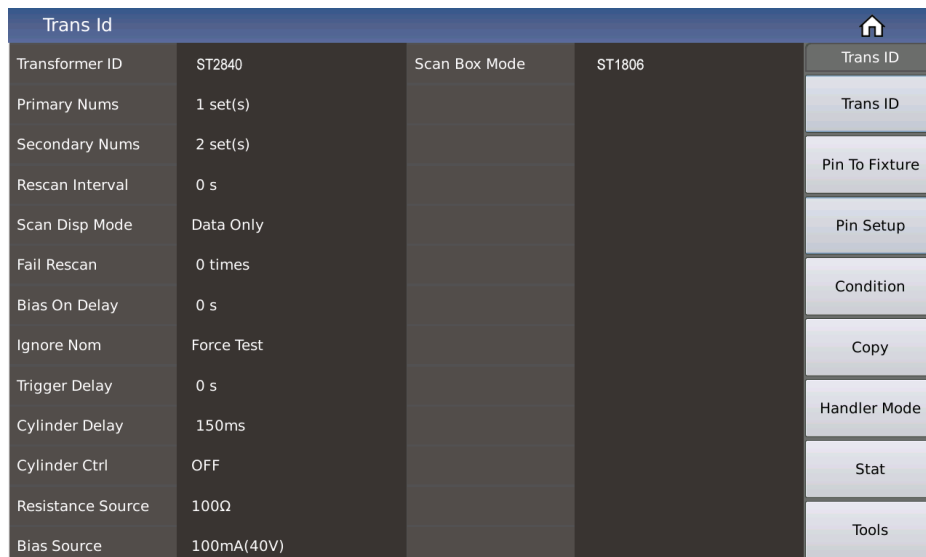 Trans Id
Transformer ID ST2840 Scan Box Mode ST1806
Primary Nums 1 set(s)
Secondary Nums 2 set(s)
Rescan Interval 0 s
Scan Disp Mode Data Only
Fail Rescan 0 times
Bias On Delay 0 s
Ignore Nom Force Test
Trigger Delay 0 s
Cylinder Delay 150ms
Cylinder Ctrl OFF
Resistance Source 100Ω
Bias Source 100mA(40V)
Trans ID
Trans ID
Pin To Fixture
Pin Setup
Condition
Copy
Handler Mode
Stat
Tools